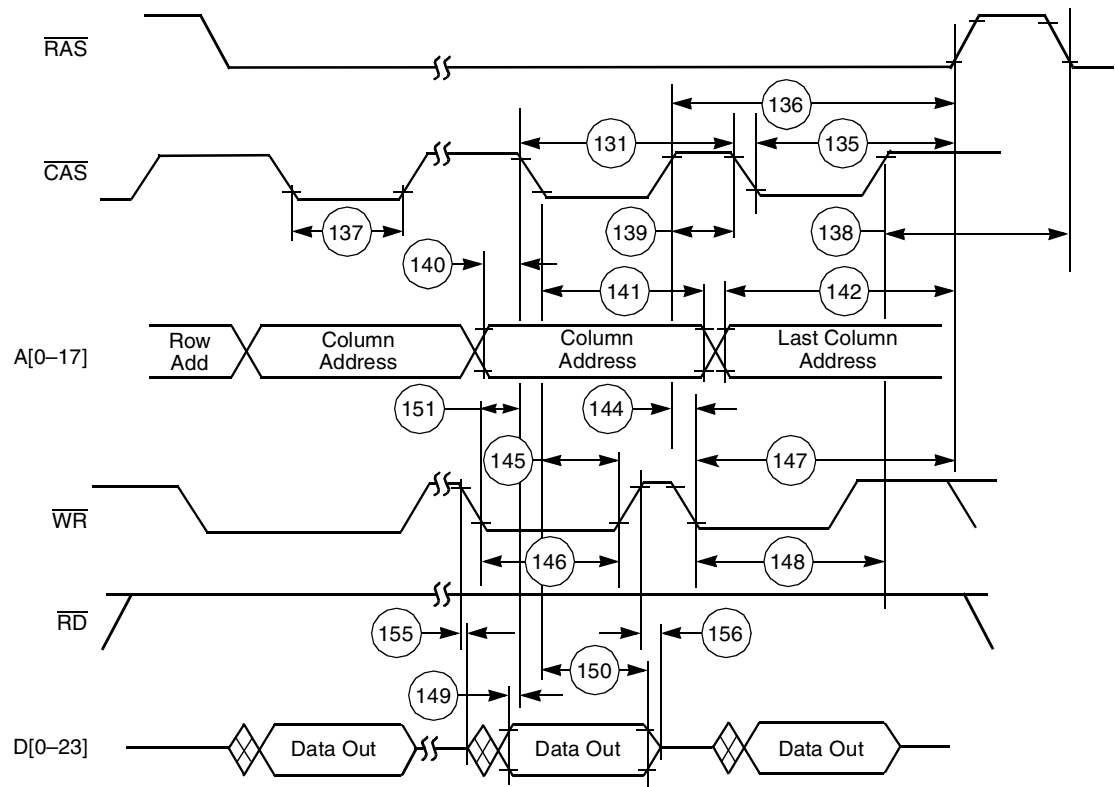 RAS
136
131
135
CAS
137
139
138
140
141
142
A[0–17]
Row
Add
Column
Address
Column
Address
Last Column
Address
151
144
145
147
WR
146
148
RD
155
156
150
149
D[0–23]
Data Out
Data Out
Data Out